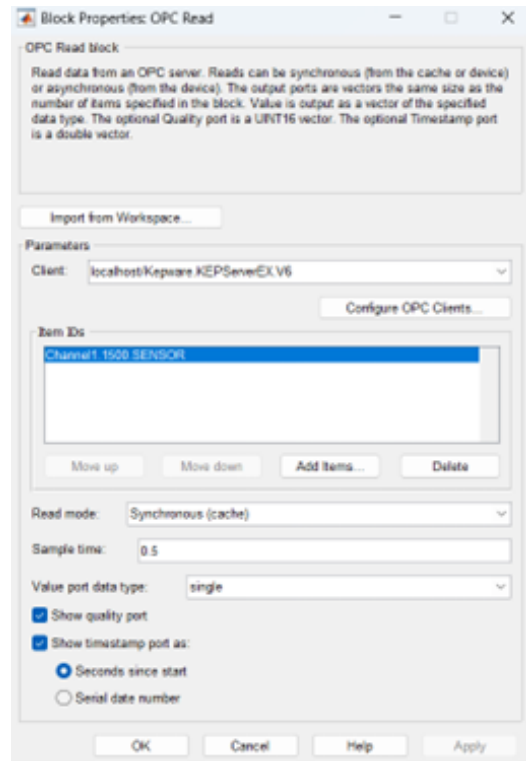 Block Properties: OPC Read
OPC Read block
Read data from an OPC server. Reads can be synchronous (from the cache or device)
or asynchronous (from the device). The output ports are vectors the same size as the
number of items specified in the block. Value is output as a vector of the specified
data type. The optional Quality port is a UINT16 vector. The optional Timestamp port
is a double vector.
Import from Workspace...
Parameters
Client: localhost/Kepware.KEPServerEX.V6
Configure OPC Clients...
Item IDs
Channel1.1500.SENSOR
Move up Move down Add Items... Delete
Read mode: Synchronous (cache)
Sample time: 0.5
Value port data type: single
Show quality port
Show timestamp port as:
Seconds since start
Serial date number
OK Cancel Help Apply